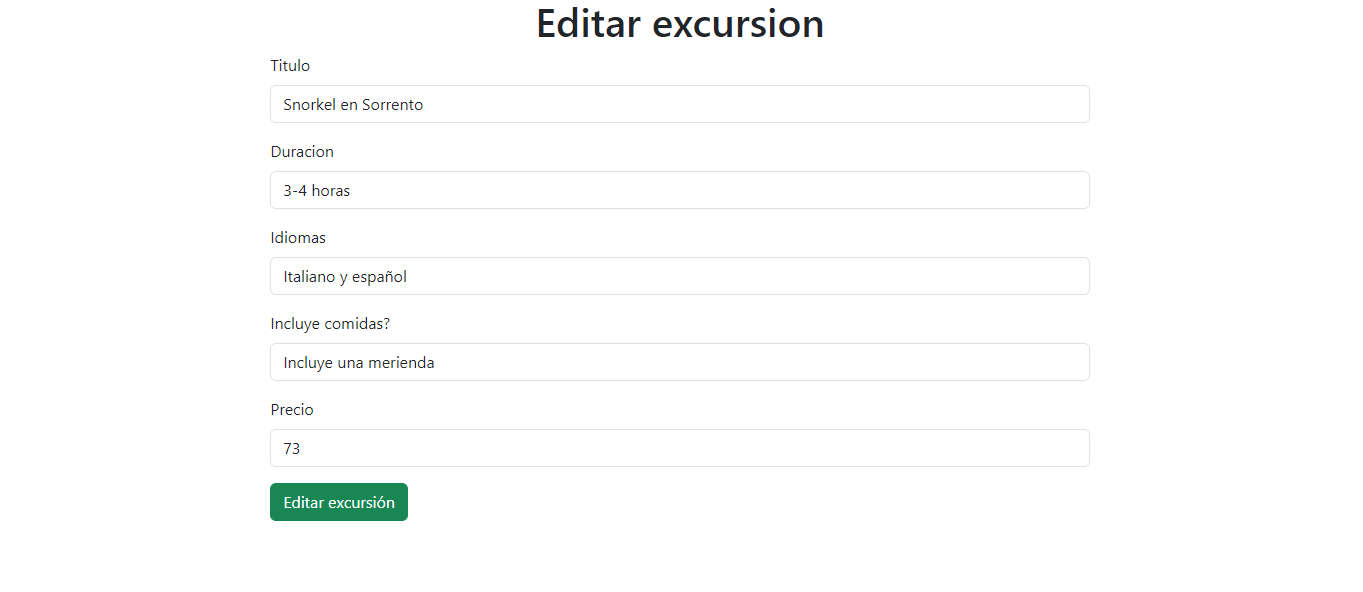 Editar excursion
Titulo
Snorkel en Sorrento
Duracion
3-4 horas
Idiomas
Italiano y español
Incluye comidas?
Incluye una merienda
Precio
73
Editar excursión